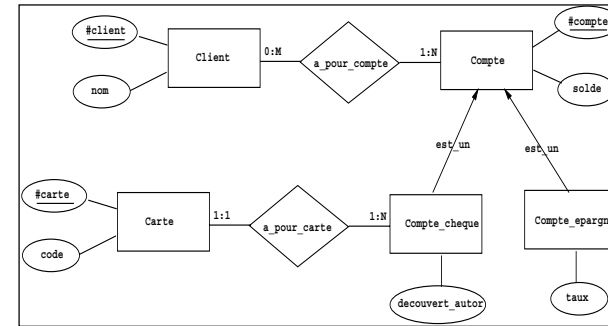 #client
Client
0:M
a_pour_compte
1:N
Compte
#compte
nom
solde
est_un
est_un
#carte
Carte
1:1
a_pour_carte
1:N
Compte_cheque
Compte_epargn
code
decouvert_autor
taux